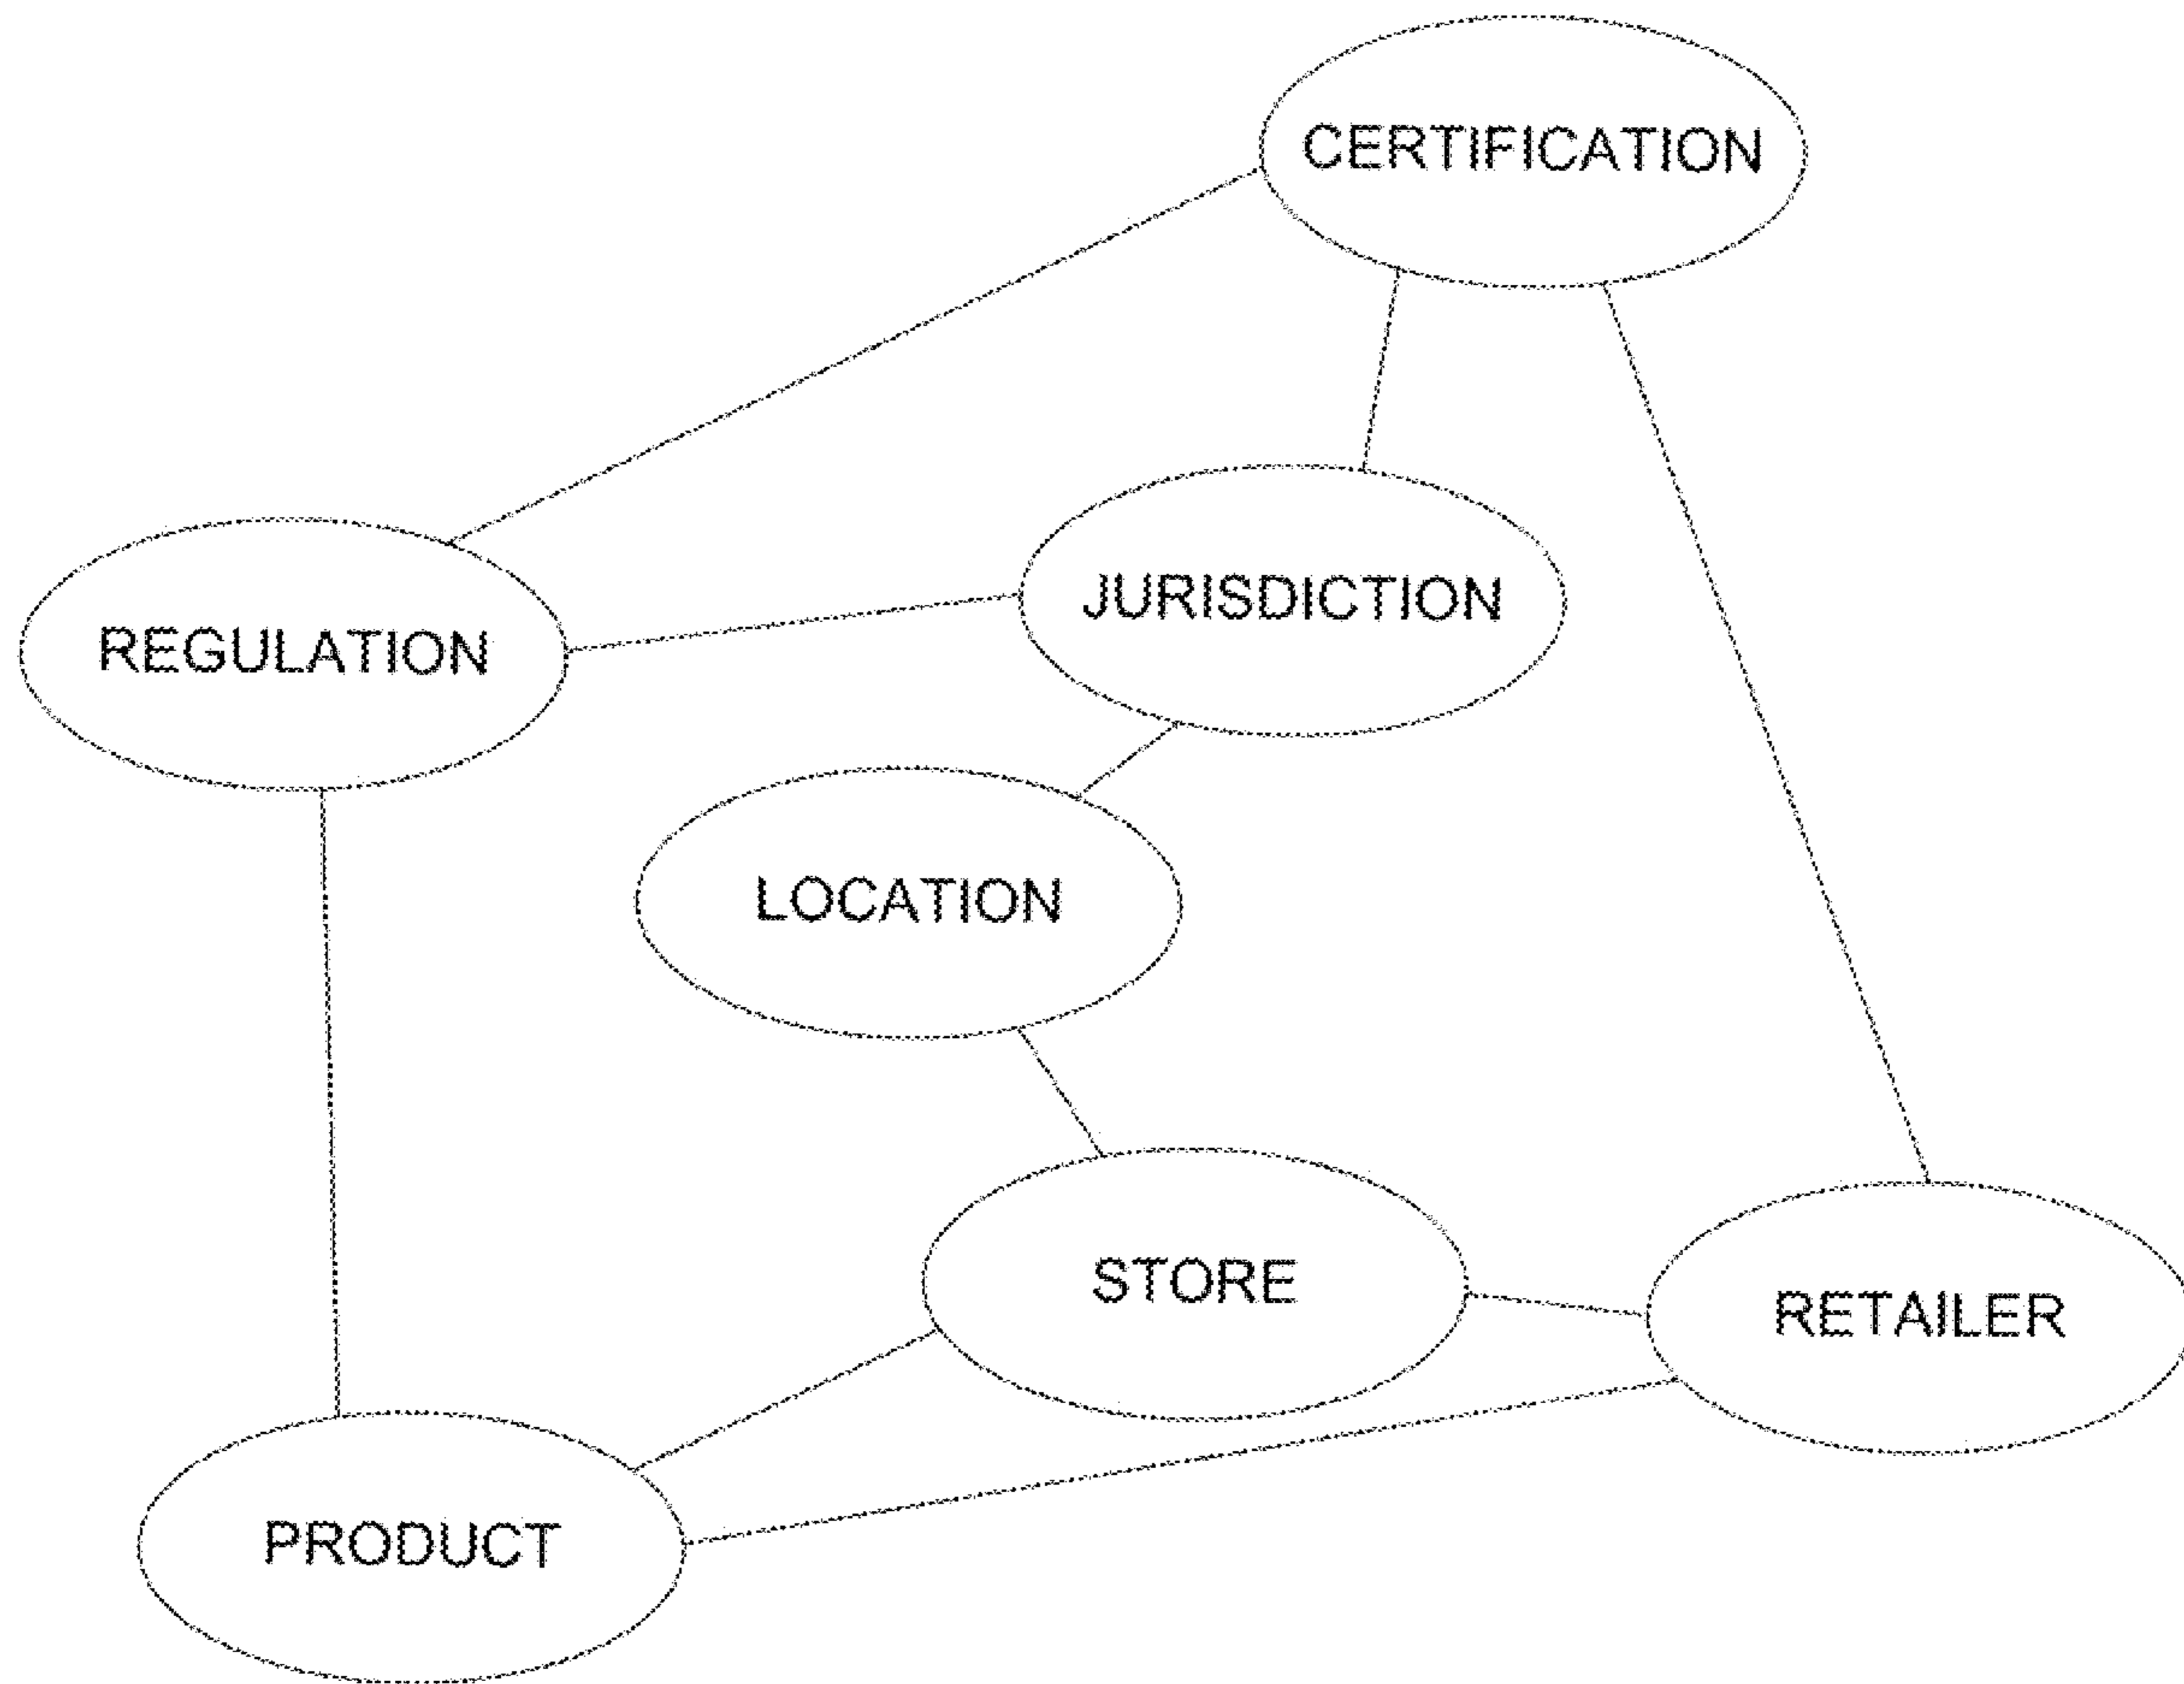 CERTIFICATION
JURISDICTION
REGULATION
LOCATION
STORE
RETAILER
PRODUCT